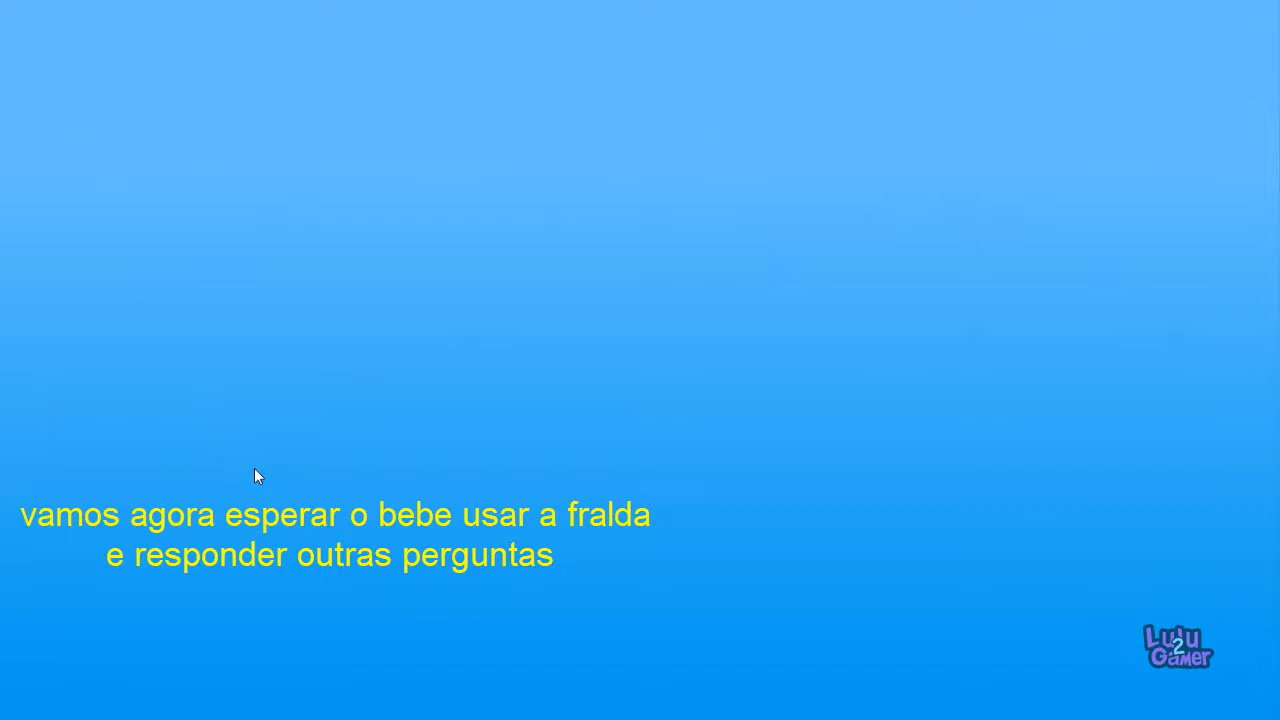 vamos agora esperar o bebe usar a fralda
e responder outras perguntas
Lulu
2
Gamer